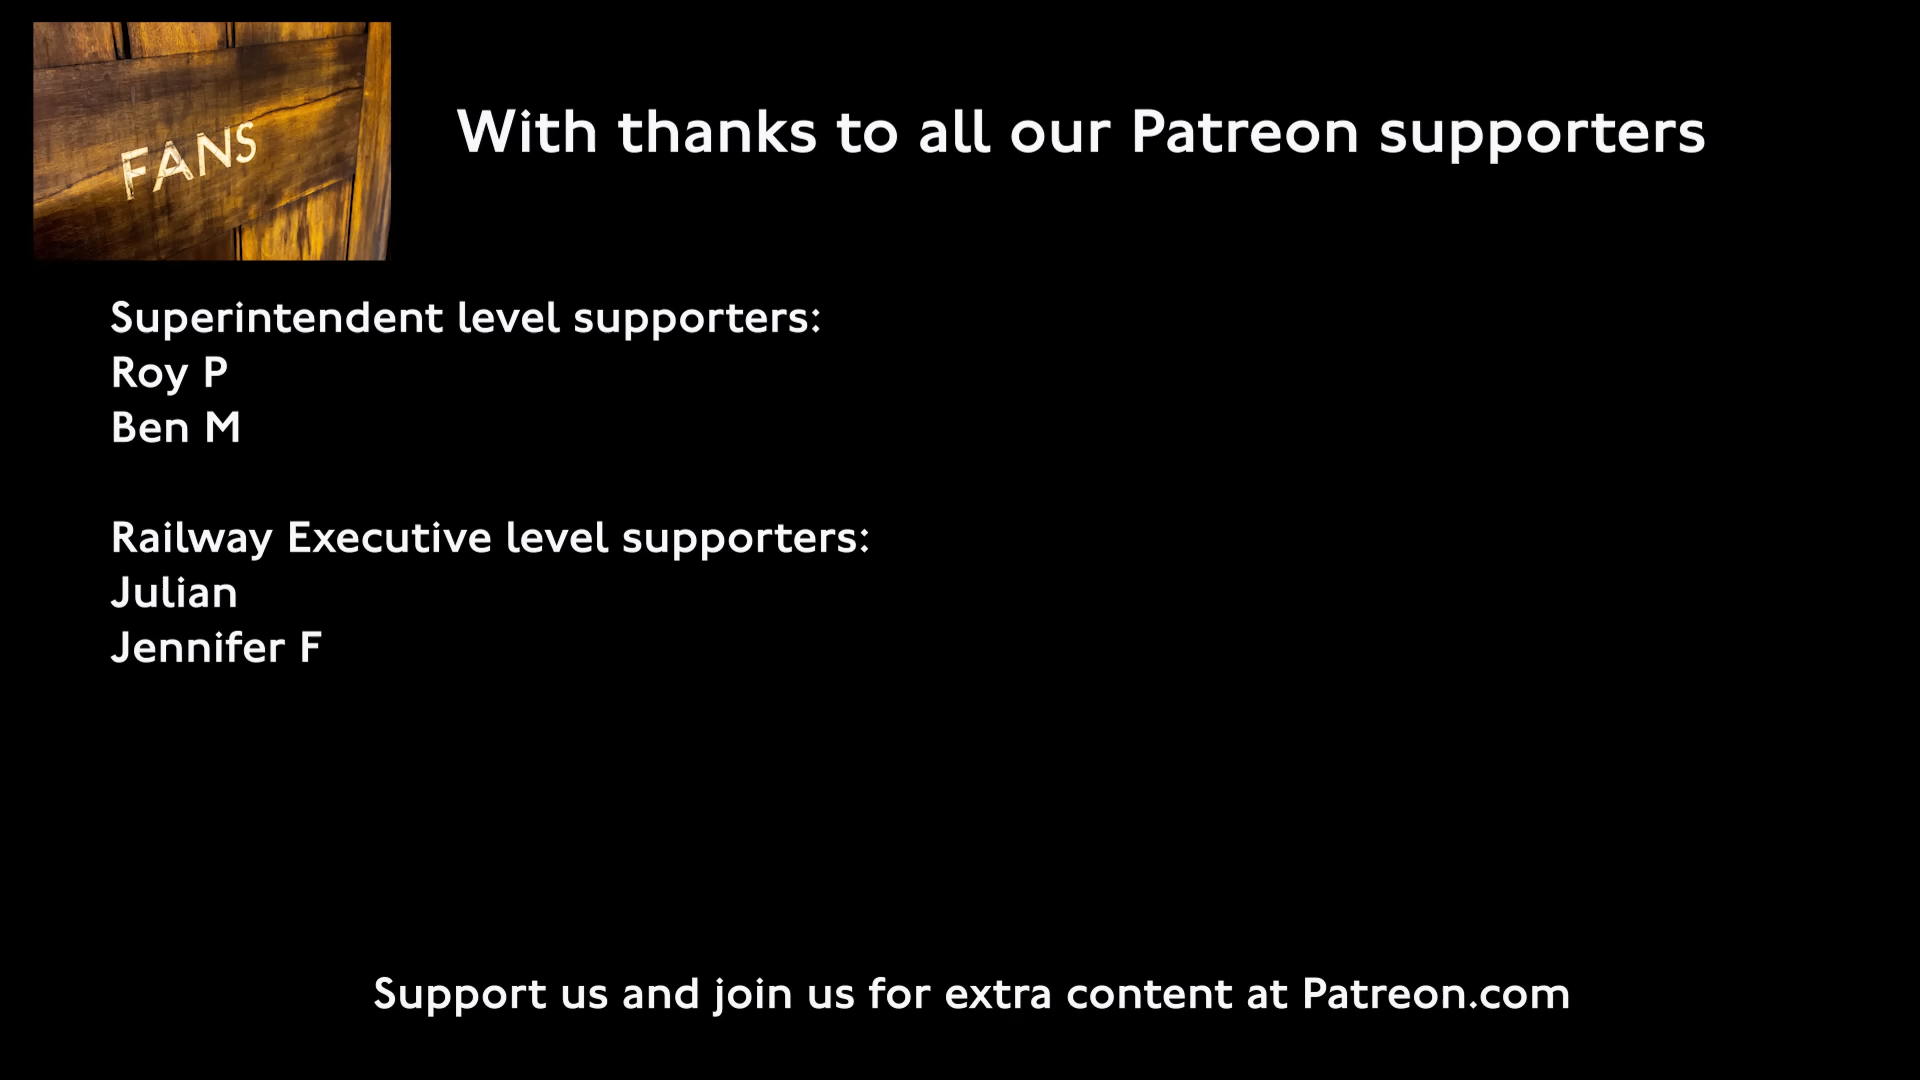 FANS
With thanks to all our Patreon supporters
Superintendent level supporters:
Roy P
Ben M
Railway Executive level supporters:
Julian
Jennifer F
Support us and join us for extra content at Patreon.com